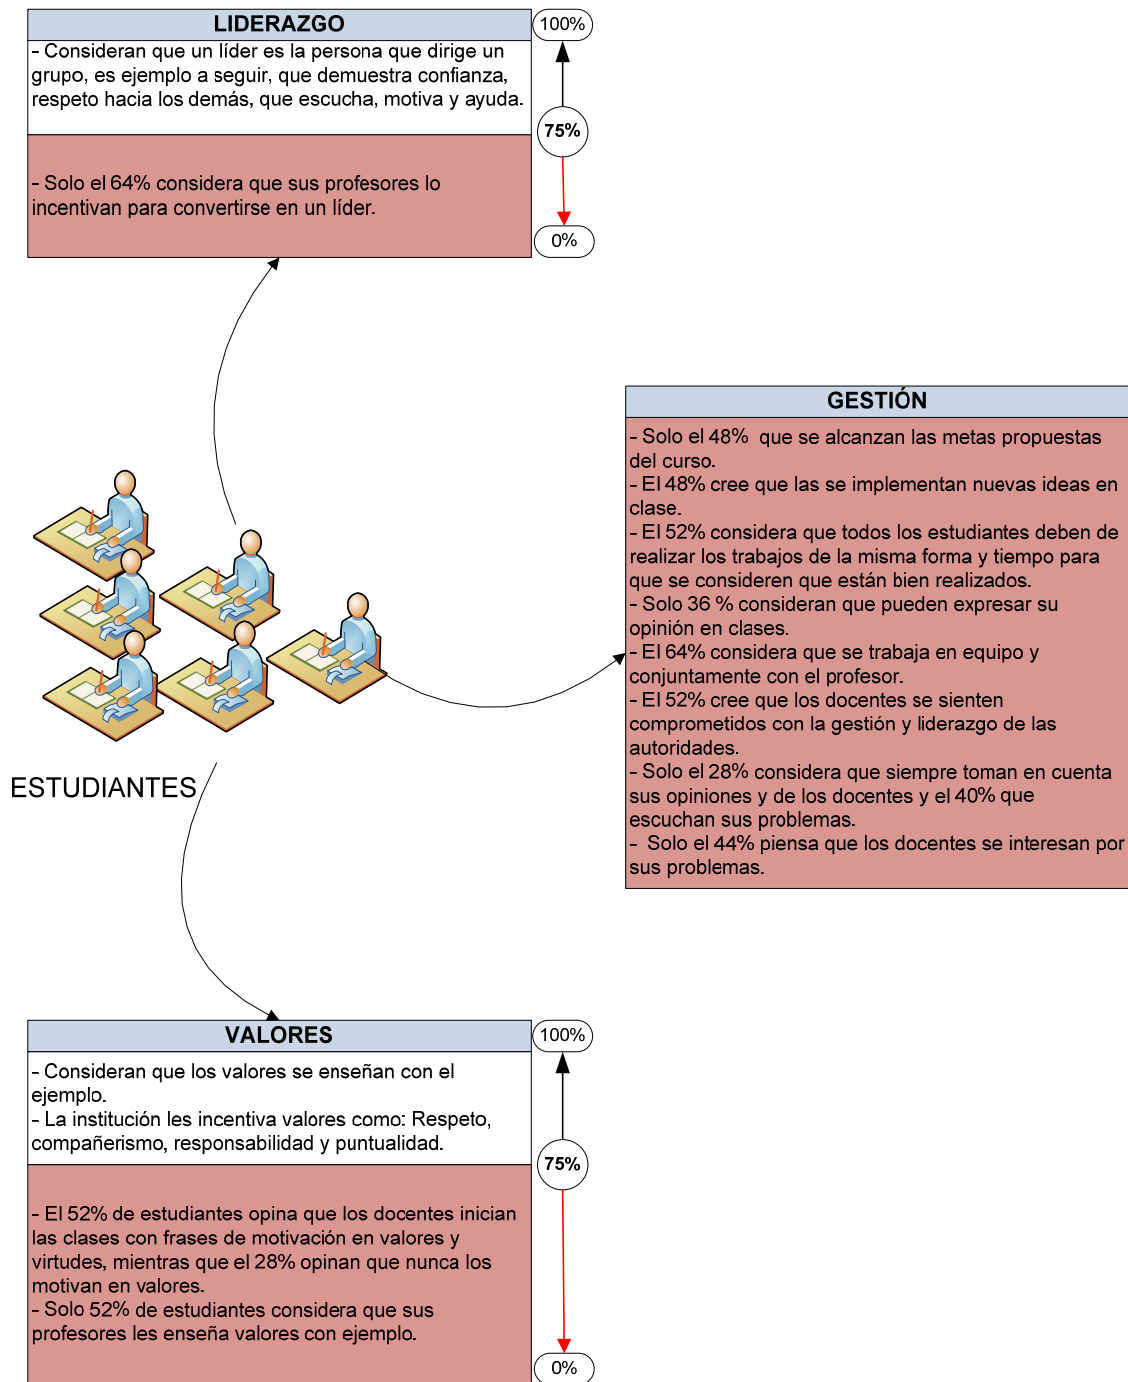 LIDERAZGO
100%
- Consideran que un líder es la persona que dirige un
grupo, es ejemplo a seguir, que demuestra confianza,
respeto hacia los demás, que escucha, motiva y ayuda.
75%
- Solo el 64% considera que sus profesores lo
incentivan para convertirse en un líder.
0%
GESTIÓN
- Solo el 48%  que se alcanzan las metas propuestas
del curso.
- El 48% cree que las se implementan nuevas ideas en
clase.
- El 52% considera que todos los estudiantes deben de
realizar los trabajos de la misma forma y tiempo para
que se consideren que están bien realizados.
- Solo 36 % consideran que pueden expresar su
opinión en clases.
- El 64% considera que se trabaja en equipo y
conjuntamente con el profesor.
- El 52% cree que los docentes se sienten
comprometidos con la gestión y liderazgo de las
autoridades.
- Solo el 28% considera que siempre toman en cuenta
sus opiniones y de los docentes y el 40% que
escuchan sus problemas.
-  Solo el 44% piensa que los docentes se interesan por
sus problemas.
ESTUDIANTES
VALORES
100%
- Consideran que los valores se enseñan con el
ejemplo.
- La institución les incentiva valores como: Respeto,
compañerismo, responsabilidad y puntualidad.
75%
- El 52% de estudiantes opina que los docentes inician
las clases con frases de motivación en valores y
virtudes, mientras que el 28% opinan que nunca los
motivan en valores.
- Solo 52% de estudiantes considera que sus
profesores les enseña valores con ejemplo.
0%